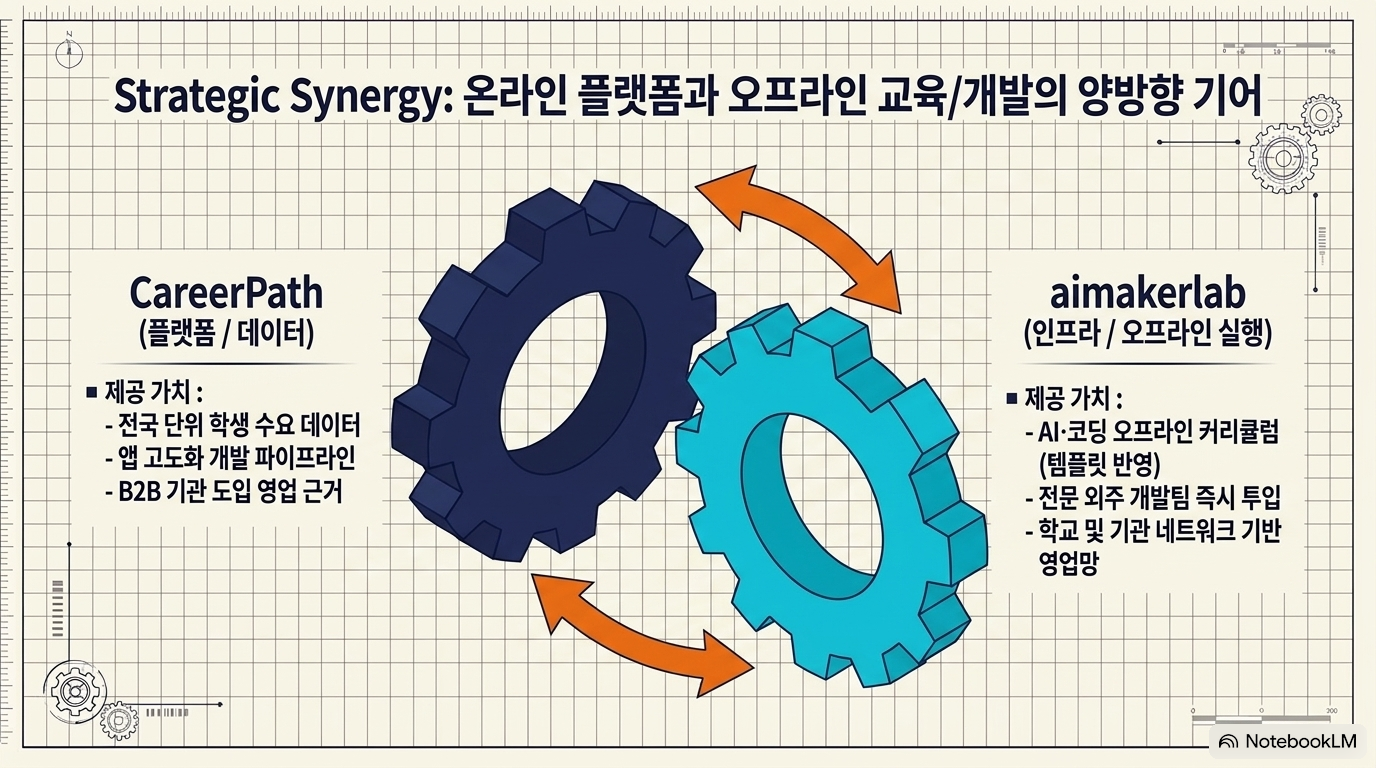 Strategic Synergy: 온라인 플랫폼과 오프라인 교육/개발의 양방향 기어
CareerPath
(플랫폼 / 데이터)
■ 제공 가치 :
- 전국 단위 학생 수요 데이터
- 앱 고도화 개발 파이프라인
- B2B 기관 도입 영업 근거
aimakerlab
(인프라 / 오프라인 실행)
■ 제공 가치 :
- AI·코딩 오프라인 커리큘럼
(템플릿 반영)
- 전문 외주 개발팀 즉시 투입
- 학교 및 기관 네트워크 기반
영업망
N
0
300
NotebookLM